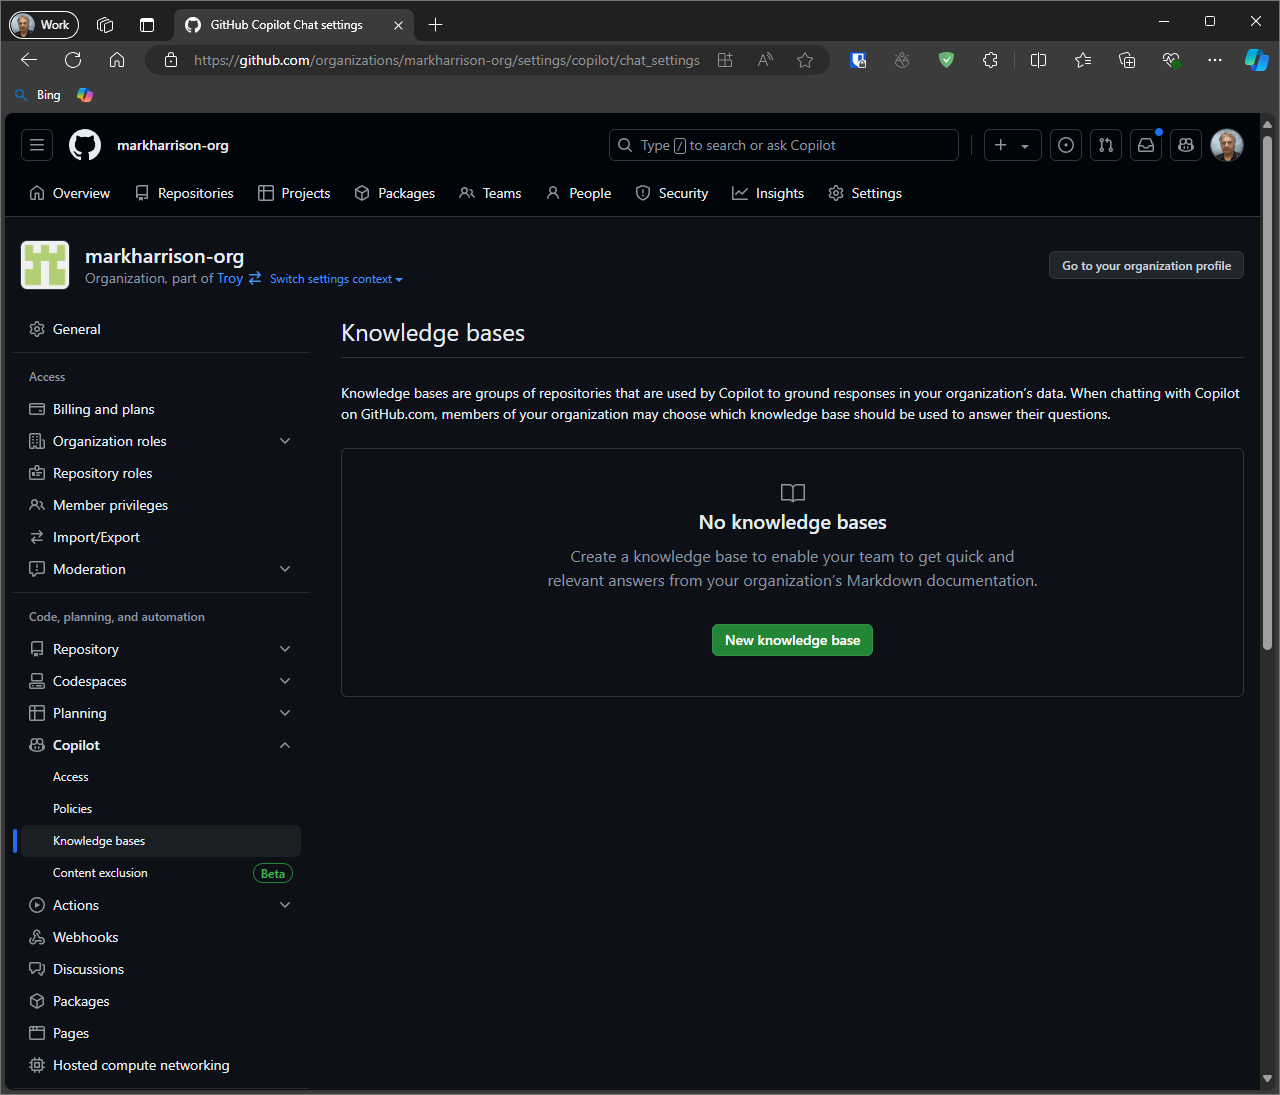 Work
GitHub Copilot Chat settings
https://github.com/organizations/markharrison-org/settings/copilot/chat_settings
Bing
markharrison-org
Type / to search or ask Copilot
Overview
Repositories
Projects
Packages
Teams
People
Security
Insights
Settings
markharrison-org
Organization, part of Troy Switch settings context
Go to your organization profile
General
Access
Billing and plans
Organization roles
Repository roles
Member privileges
Import/Export
Moderation
Code, planning, and automation
Repository
Codespaces
Planning
Copilot
Access
Policies
Knowledge bases
Content exclusion
Beta
Actions
Webhooks
Discussions
Packages
Pages
Hosted compute networking
Knowledge bases
Knowledge bases are groups of repositories that are used by Copilot to ground responses in your organization’s data. When chatting with Copilot
on GitHub.com, members of your organization may choose which knowledge base should be used to answer their questions.
No knowledge bases
Create a knowledge base to enable your team to get quick and
relevant answers from your organization’s Markdown documentation.
New knowledge base